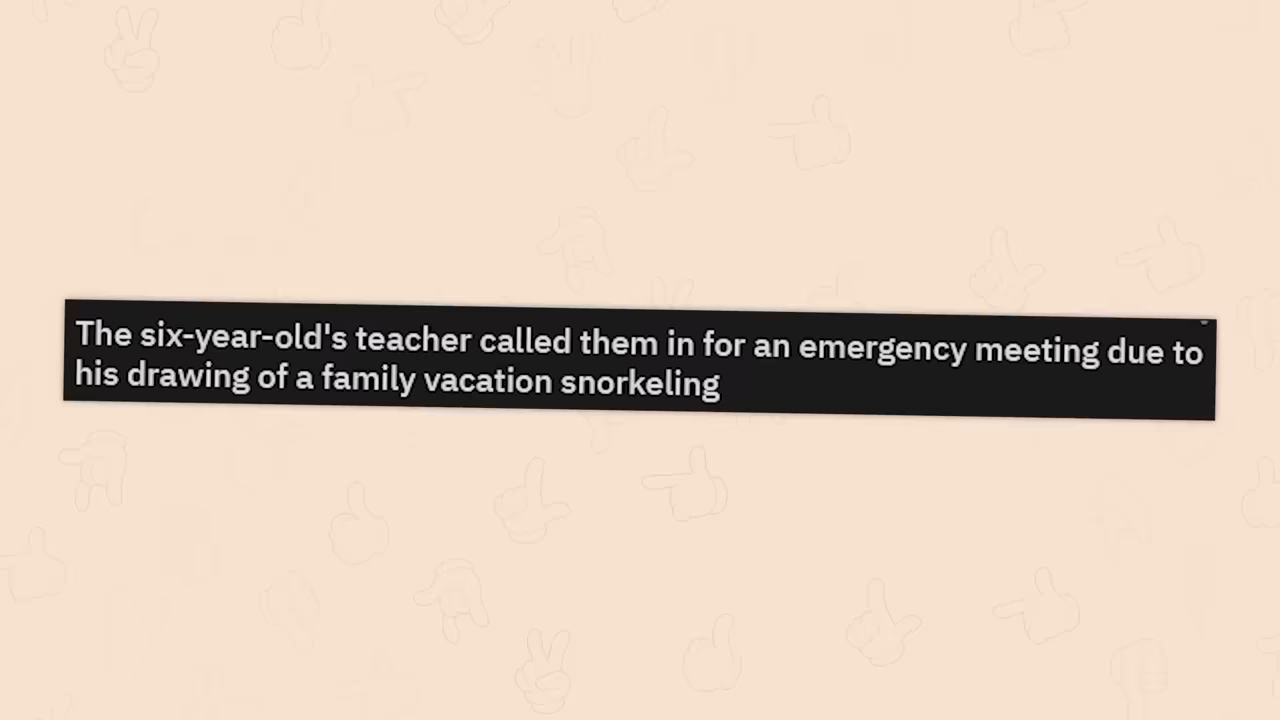 The six-year-old's teacher called them in for an emergency meeting due to
his drawing of a family vacation snorkeling